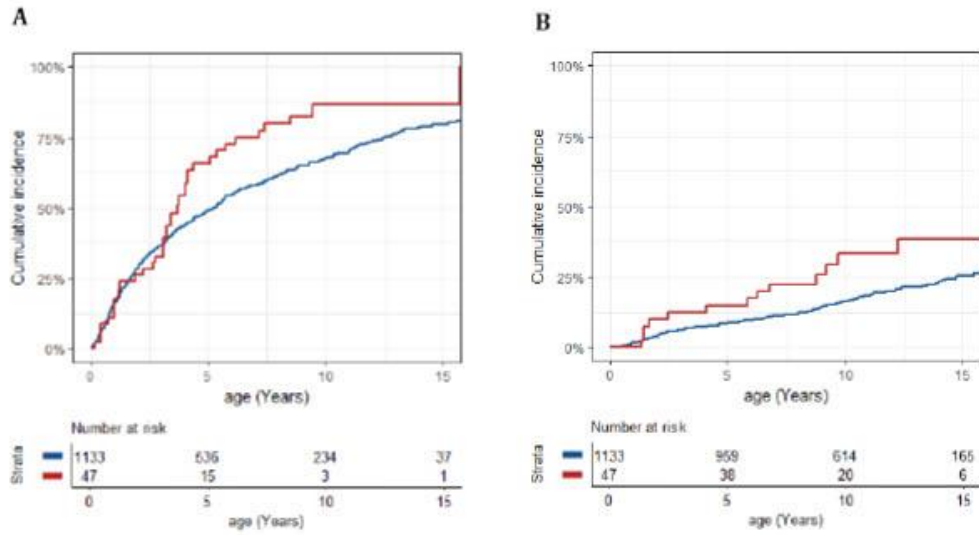 A
100%
75%
50%
25%
0%
Cumulative incidence
0 5 10 15
age (Years)
Number at risk
Strata
1133 536 234 37
47 15 3 1
0 5 10 15
age (Years)
B
100%
75%
50%
25%
0%
Cumulative incidence
0 5 10 15
age (Years)
Number at risk
Strata
1133 959 614 165
47 38 20 6
0 5 10 15
age (Years)